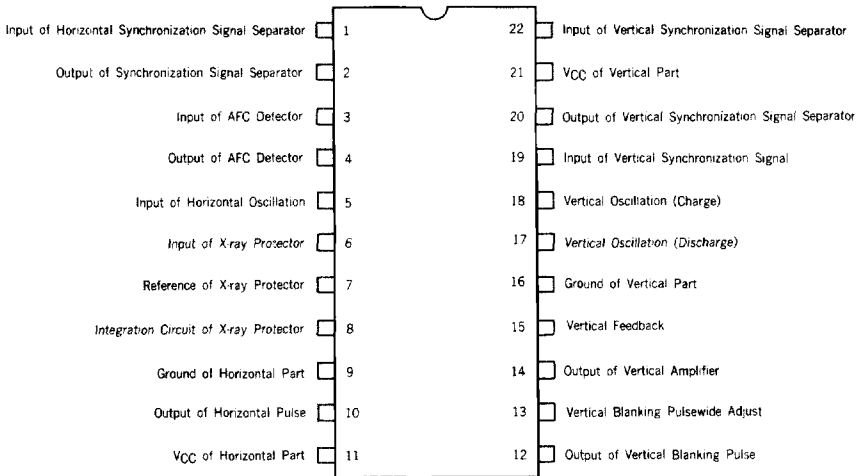 Input of Horizontal Synchronization Signal Separator 1 22 Input of Vertical Synchronization Signal Separator
Output of Synchronization Signal Separator 2 21 VCC of Vertical Part
Input of AFC Detector 3 20 Output of Vertical Synchronization Signal Separator
Output of AFC Detector 4 19 Input of Vertical Synchronization Signal
Input of Horizontal Oscillation 5 18 Vertical Oscillation (Charge)
Input of X-ray Protector 6 17 Vertical Oscillation (Discharge)
Reference of X-ray Protector 7 16 Ground of Vertical Part
Integration Circuit of X-ray Protector 8 15 Vertical Feedback
Ground of Horizontal Part 9 14 Output of Vertical Amplifier
Output of Horizontal Pulse 10 13 Vertical Blanking Pulsewide Adjust
VCC of Horizontal Part 11 12 Output of Vertical Blanking Pulse